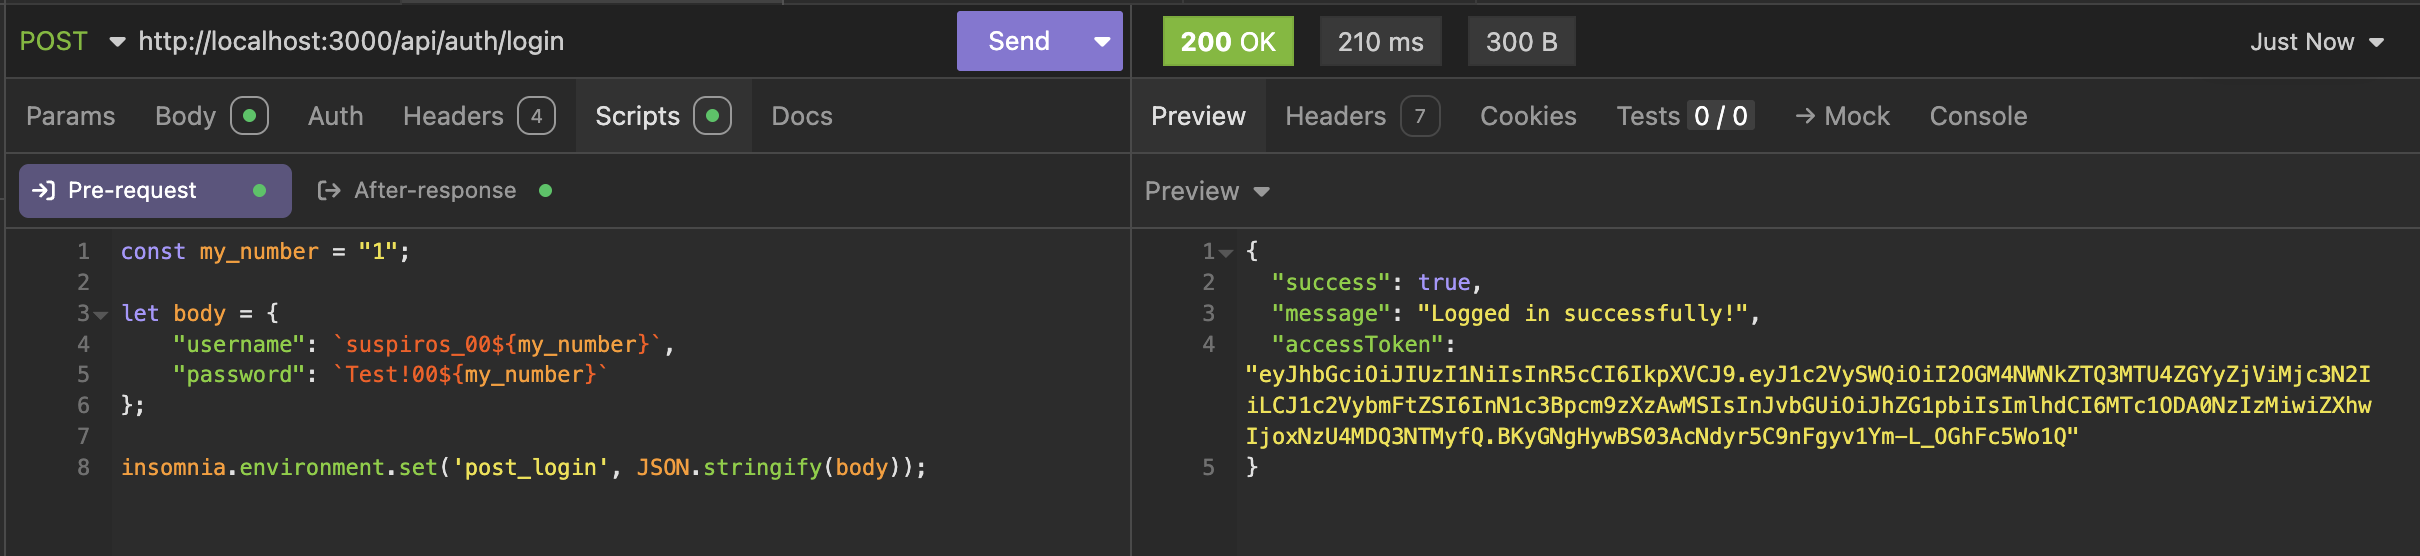 POST http://localhost:3000/api/auth/login Send
200 OK 210 ms 300 B Just Now
Params Body Auth Headers 4 Scripts Docs
Preview Headers 7 Cookies Tests 0 / 0 → Mock Console
Pre-request After-response
Preview
1 const my_number = "1";
2
3 let body = {
4 "username": `suspiros_00${my_number}`,
5 "password": `Test!00${my_number}`
6 };
7
8 insomnia.environment.set('post_login', JSON.stringify(body));
1 {
2 "success": true,
3 "message": "Logged in successfully!",
4 "accessToken":
"eyJhbGciOiJIUzI1NiIsInR5cCI6IkpXVCJ9.eyJ1c2VySWQiOiI2OGM4NWNkZTQ3MTU4ZGYyZjViMjc3N2I
iLCJ1c2VybmFtZSI6InN1c3Bpcm9zXzAwMSIsInJvbGUiOiJhZG1pbiIsImlhdCI6MTc1ODA0NzIzMiwiZXhw
IjoxNzU4MDQ3NTMyfQ.BKyGNgHywBS03AcNdyr5C9nFgyv1Ym-L_OGhFc5Wo1Q"
5 }